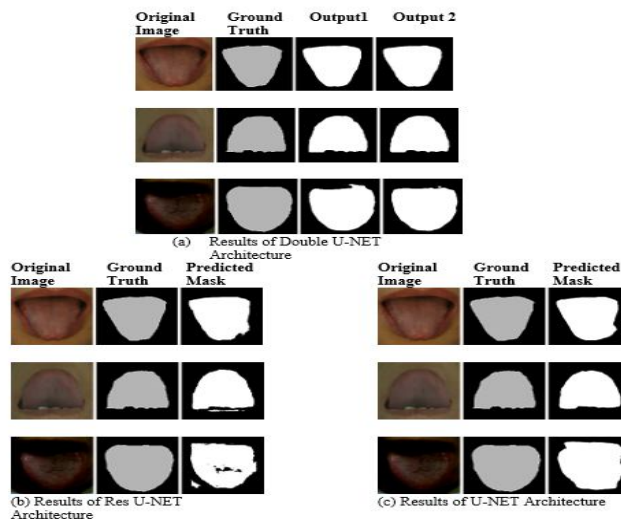 Original Image Ground Truth Output1 Output 2
(a) Results of Double U-NET Architecture
Original Image Ground Truth Predicted Mask
(b) Results of Res U-NET Architecture
Original Image Ground Truth Predicted Mask
(c) Results of U-NET Architecture